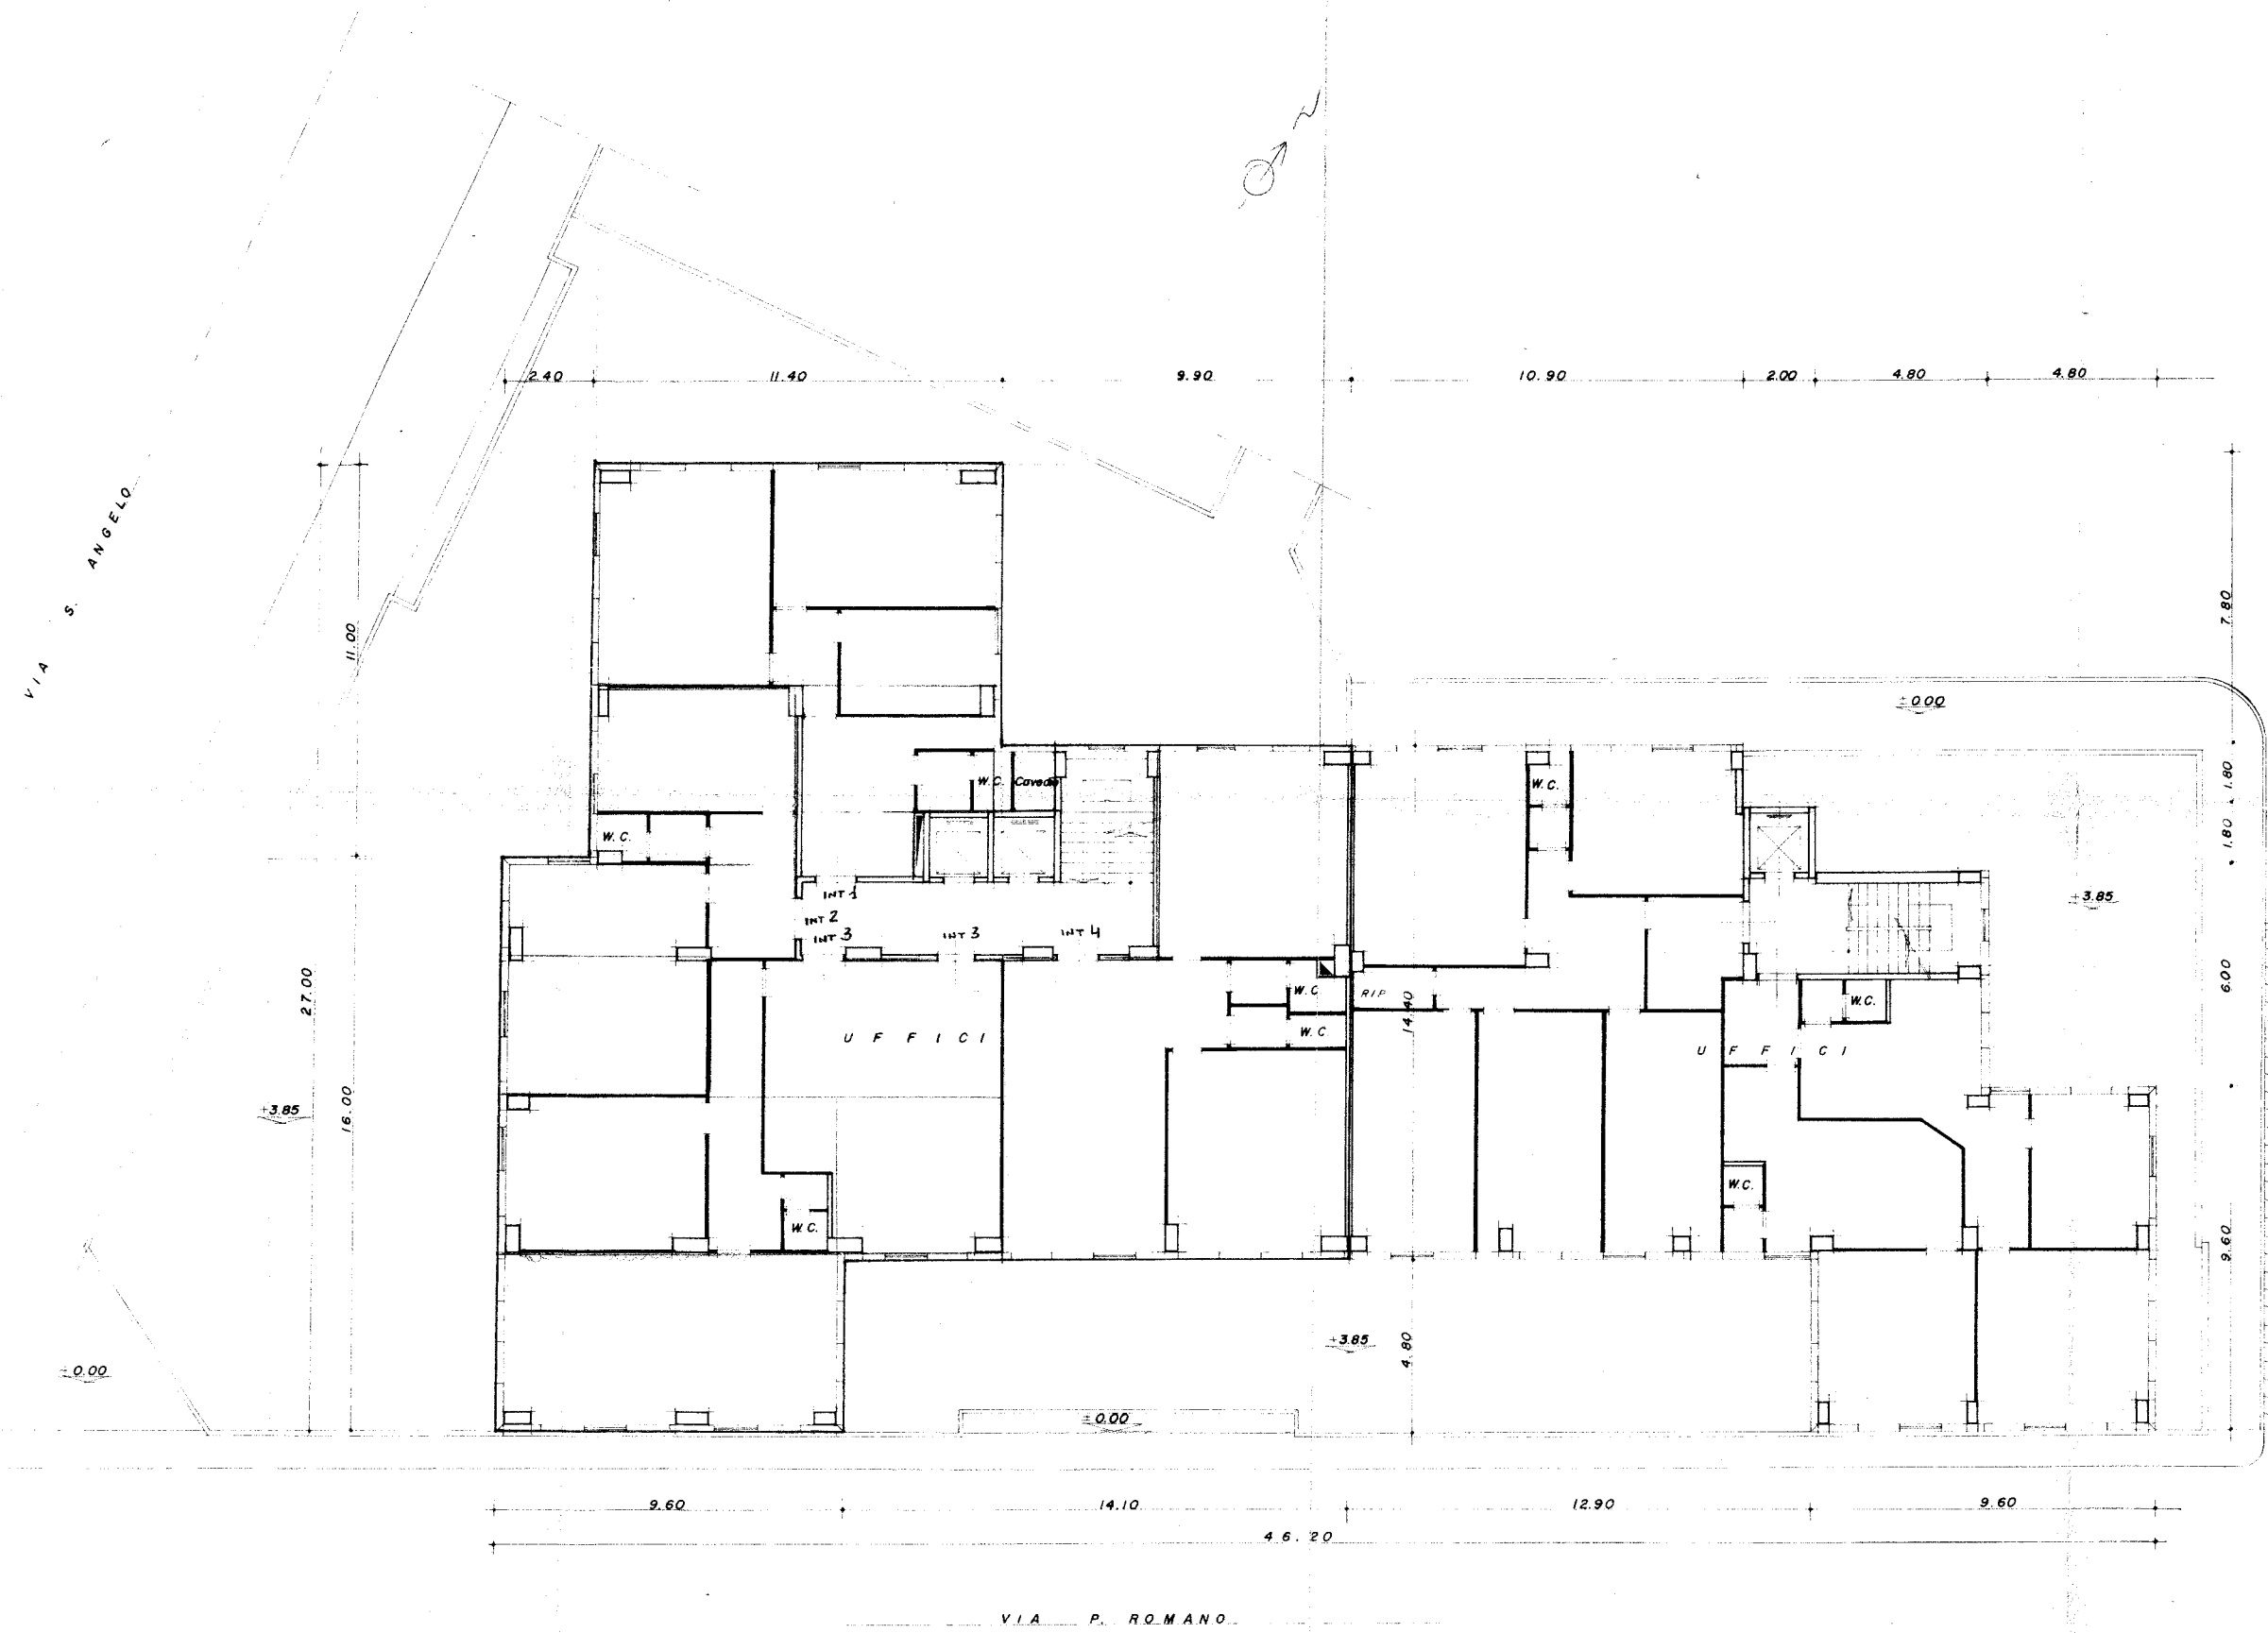 2.40 11.40 9.90 10.90 2.00 4.80 4.80
VIA S. ANGELO
11.00
7.80
±0.00
W.C. Cavedio
W.C.
1.80 1.80
W.C.
INT 1
INT 2
INT 3
INT 3
INT 4
+3.85
27.00
W.C.
RIP
14.40
W.C.
6.00
W.C.
UFFICI
UFFICI
+3.85
16.00
W.C.
W.C.
9.60
+3.85
4.80
±0.00
±0.00
9.60 14.10 12.90 9.60
46.20
VIA P. ROMANO